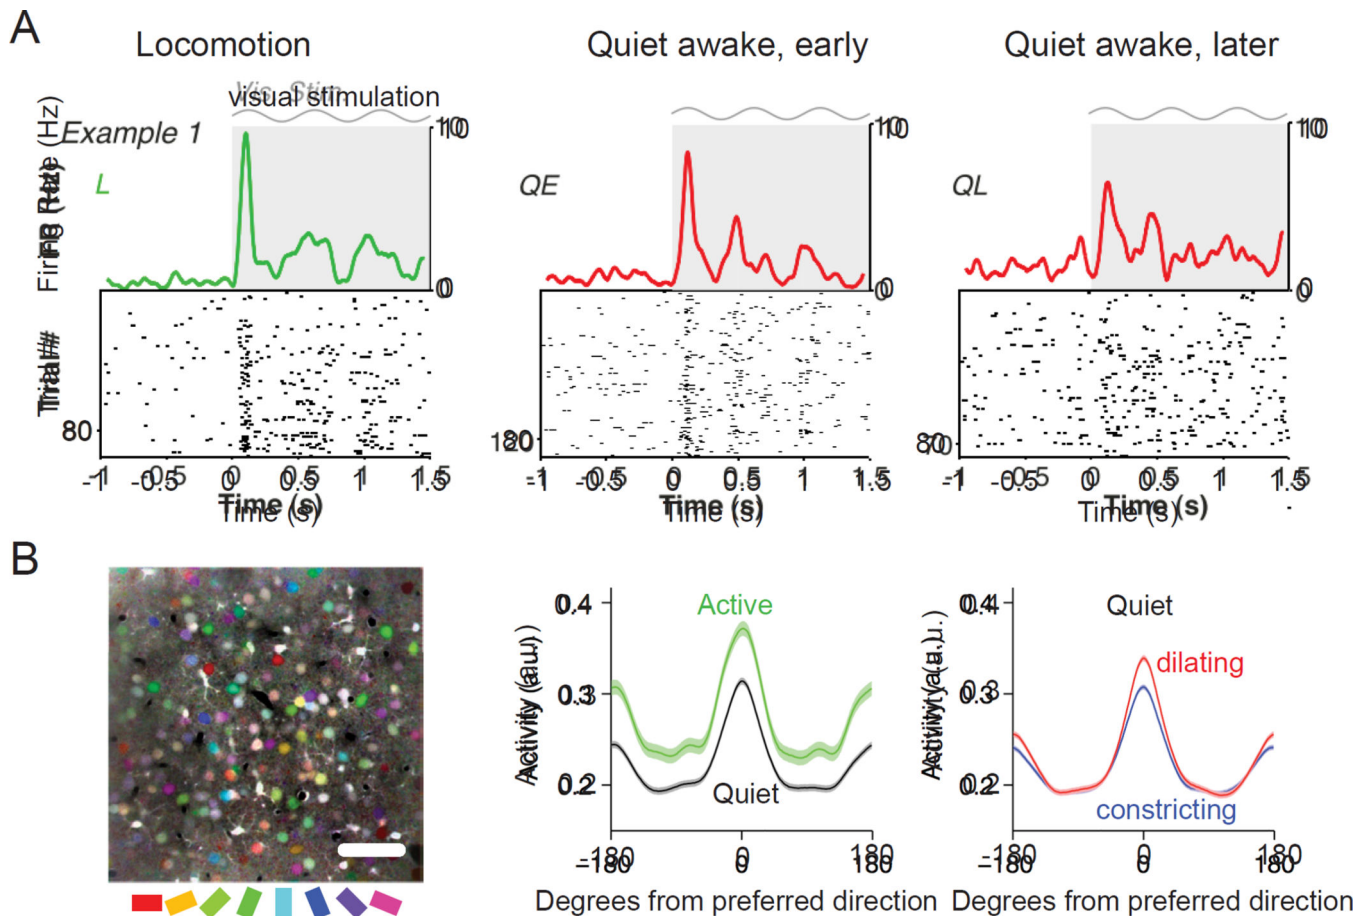 A
Locomotion
Quiet awake, early
Quiet awake, later
Vis. Stim.
visual stimulation
Example 1
Firing Rate (Hz)
L
QE
QL
10
0
10
0
10
0
Trial #
80
-1 -0.5 0 0.5 1 1.5
Time (s)
-1 -0.5 0 0.5 1 1.5
Time (s)
-1 -0.5 0 0.5 1 1.5
Time (s)
B
Activity (a.u.)
0.4
0.3
0.2
Active
Quiet
-180 0 180
Degrees from preferred direction
Activity (a.u.)
0.4
0.3
0.2
Quiet
dilating
constricting
-180 0 180
Degrees from preferred direction